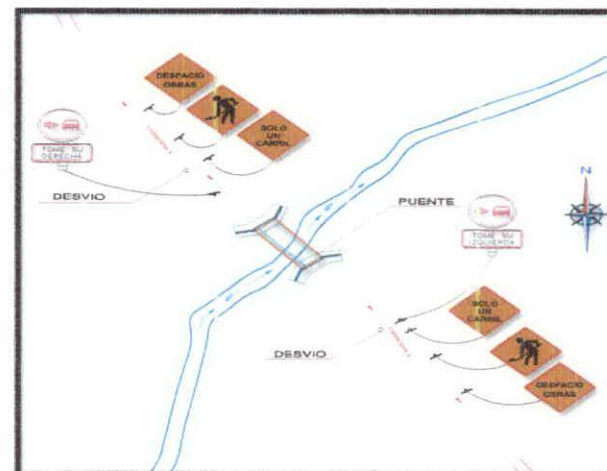 DESPACIO
OBRAS
SOLO
UN
CARRIL
TOME SU
DERECHA
DESVIO
PUENTE
N
TOME SU
IZQUIERDA
SOLO
UN
CARRIL
DESVIO
DESPACIO
OBRAS